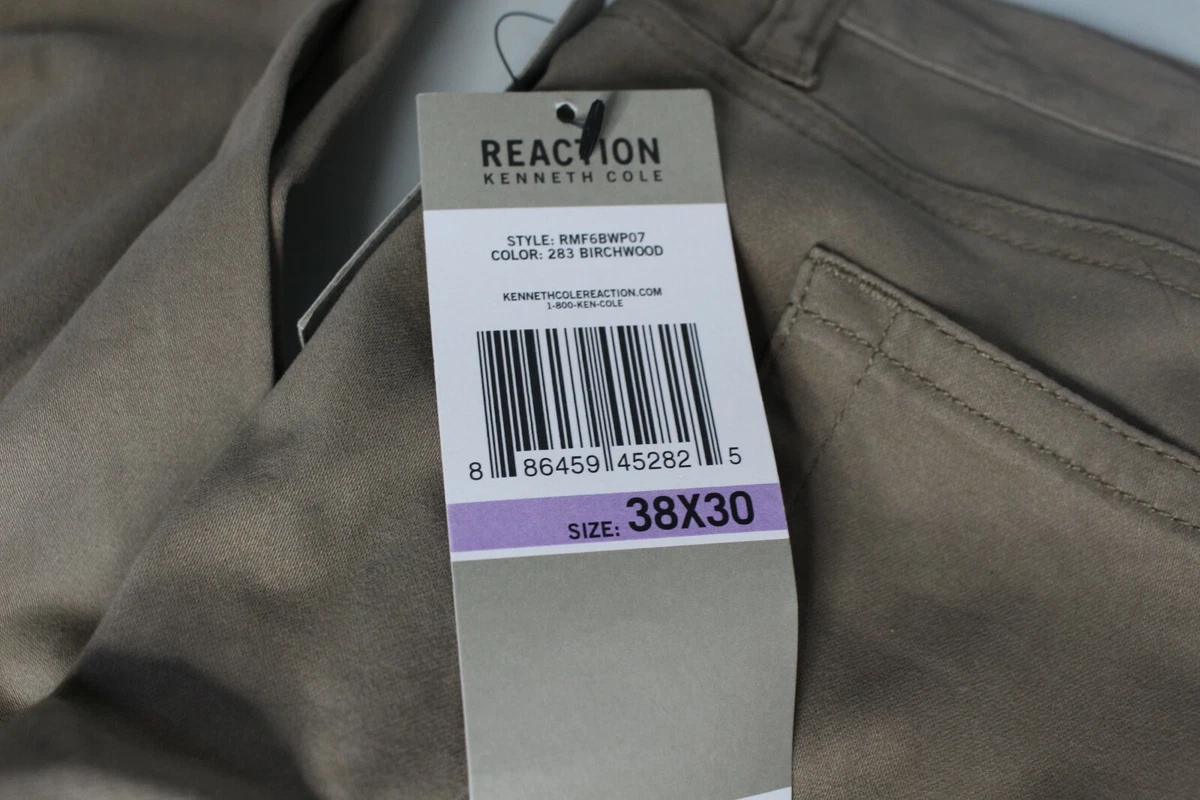 REACTION
KENNETH COLE
STYLE: RMF6BWP07
COLOR: 283 BIRCHWOOD
KENNETHCOLEREACTION.COM
1-800-KEN-COLE
8 86459 45282 5
SIZE: 38X30